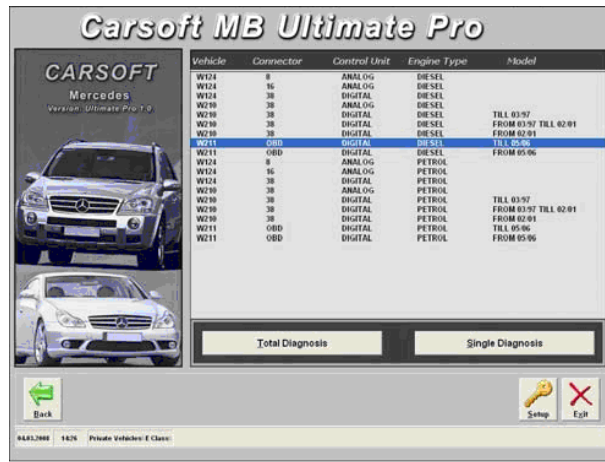 Carsoft MB Ultimate Pro
CARSOFT
Mercedes
Version: Ultimate Pro 1.0
Vehicle Connector Control Unit Engine Type Model
W124 8 ANALOG DIESEL
W124 16 ANALOG DIESEL
W124 38 DIGITAL DIESEL
W210 38 ANALOG DIESEL
W210 38 DIGITAL DIESEL TILL 03/97
W210 38 DIGITAL DIESEL FROM 03/97 TILL 02/01
W210 38 DIGITAL DIESEL FROM 02/01
W211 OBD DIGITAL DIESEL TILL 05/06
W211 OBD DIGITAL DIESEL FROM 05/06
W124 8 ANALOG PETROL
W124 16 ANALOG PETROL
W124 38 DIGITAL PETROL
W210 38 ANALOG PETROL
W210 38 DIGITAL PETROL TILL 03/97
W210 38 DIGITAL PETROL FROM 03/97 TILL 02/01
W210 38 DIGITAL PETROL FROM 02/01
W211 OBD DIGITAL PETROL TILL 05/06
W211 OBD DIGITAL PETROL FROM 05/06
Total Diagnosis Single Diagnosis
Back Setup Exit
04.03.2008 14:26 Private Vehicles\E Class\